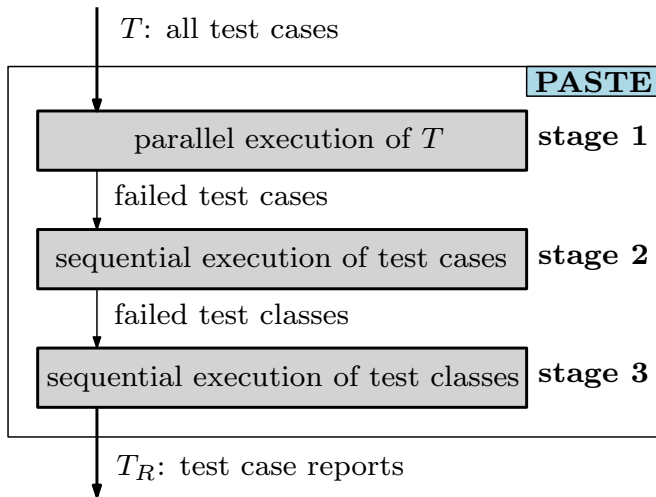 T: all test cases
PASTE
parallel execution of T stage 1
failed test cases
sequential execution of test cases stage 2
failed test classes
sequential execution of test classes stage 3
T_R: test case reports